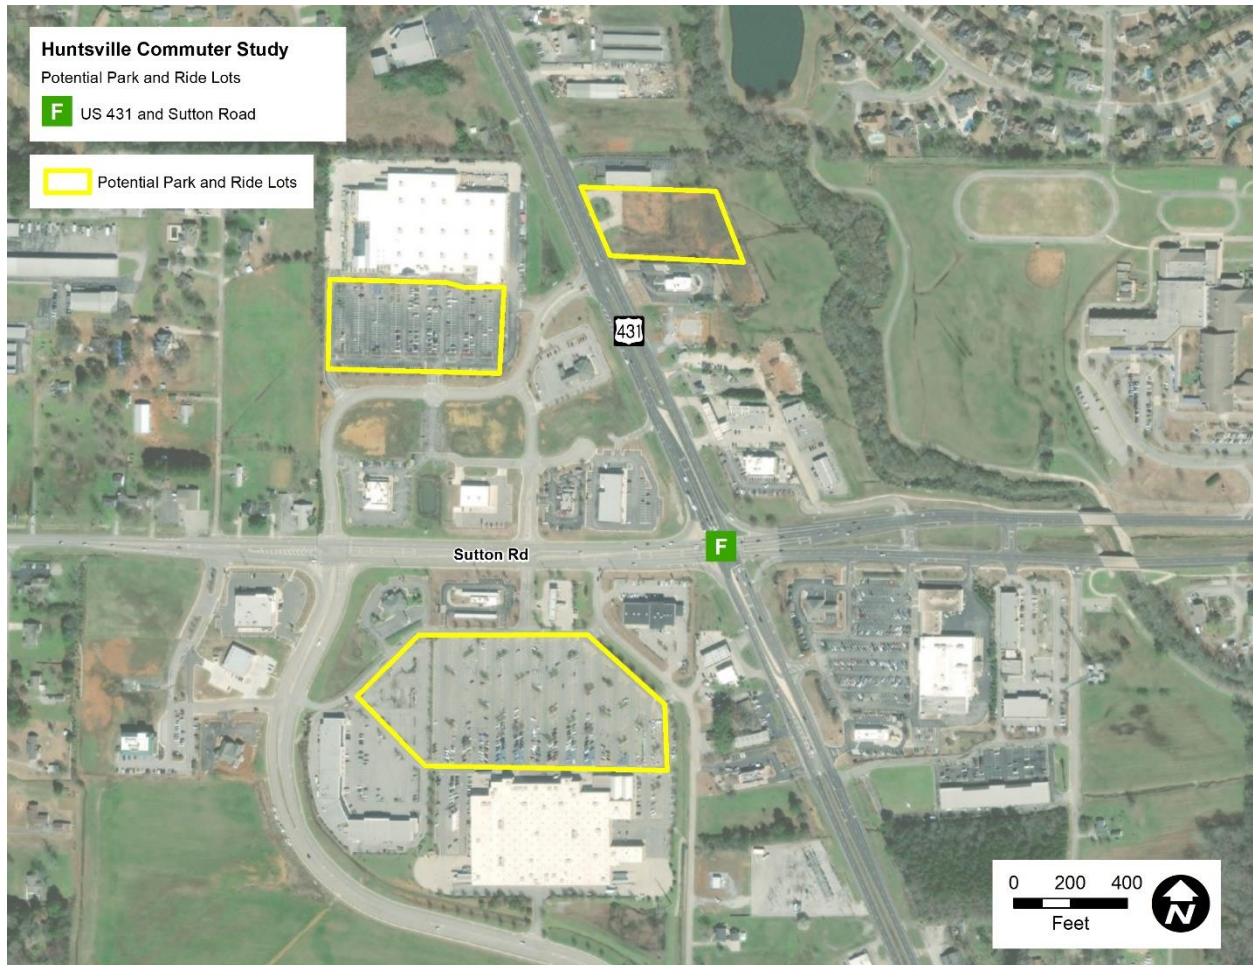 Huntsville Commuter Study
Potential Park and Ride Lots
F US 431 and Sutton Road
Potential Park and Ride Lots
431
Sutton Rd
F
0 200 400
Feet
N